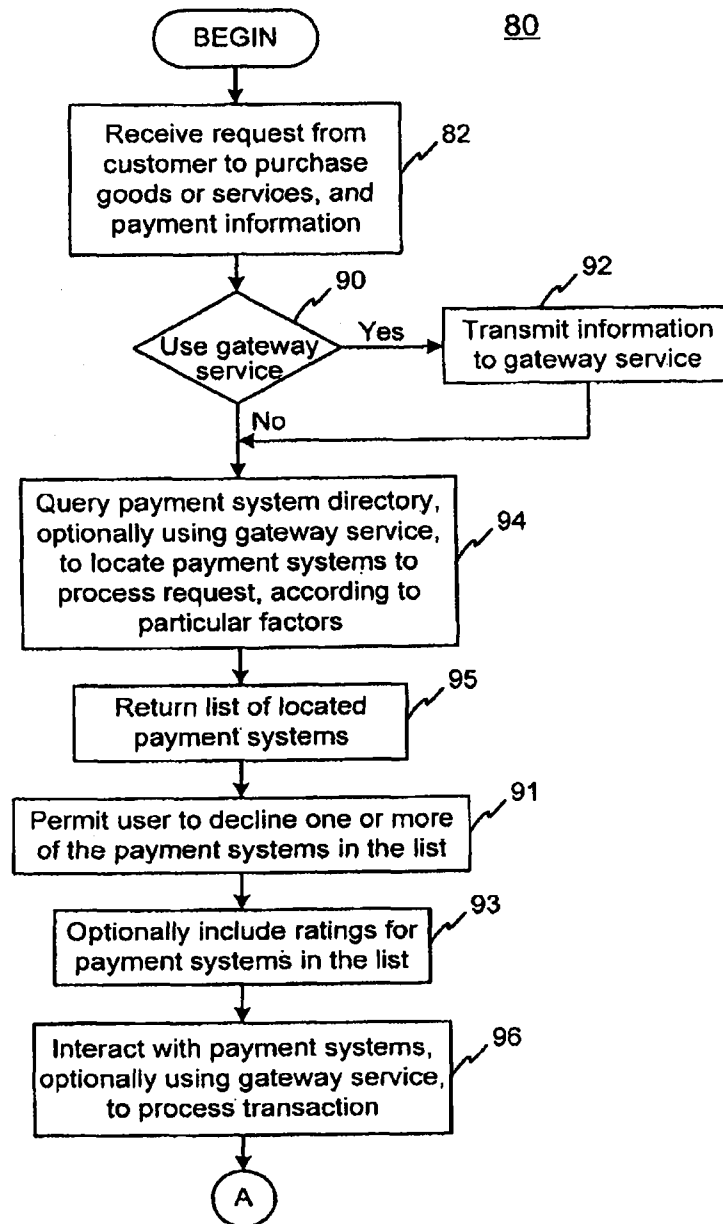 BEGIN
80
Receive request from
customer to purchase
goods or services, and
payment information
82
90
Use gateway
service
Yes
92
Transmit information
to gateway service
No
Query payment system directory,
optionally using gateway service,
to locate payment systems to
process request, according to
particular factors
94
Return list of located
payment systems
95
Permit user to decline one or more
of the payment systems in the list
91
Optionally include ratings for
payment systems in the list
93
Interact with payment systems,
optionally using gateway service,
to process transaction
96
A